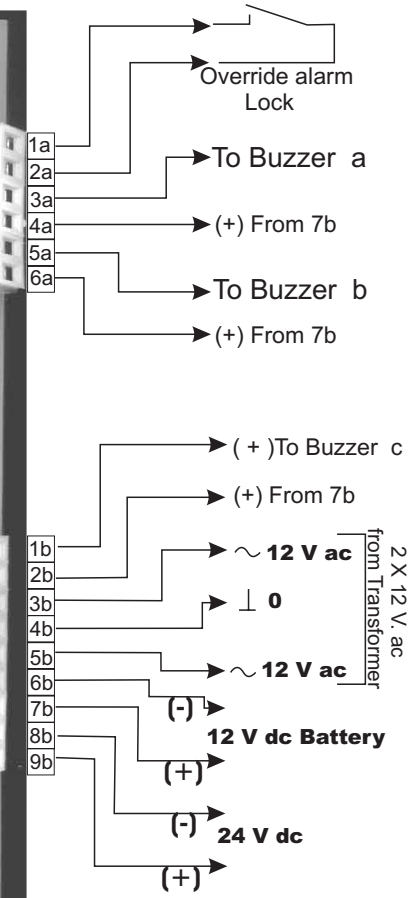 Override alarm
Lock
1a
2a
To Buzzer a
3a
4a
(+) From 7b
5a
6a
To Buzzer b
(+) From 7b
( + )To Buzzer c
(+) From 7b
1b
2b
3b
4b
5b
6b
7b
8b
9b
~ 12 V ac
⊥ 0
~ 12 V ac
2 X 12 V. ac
from Transformer
(-)
12 V dc Battery
(+)
(-)
24 V dc
(+)